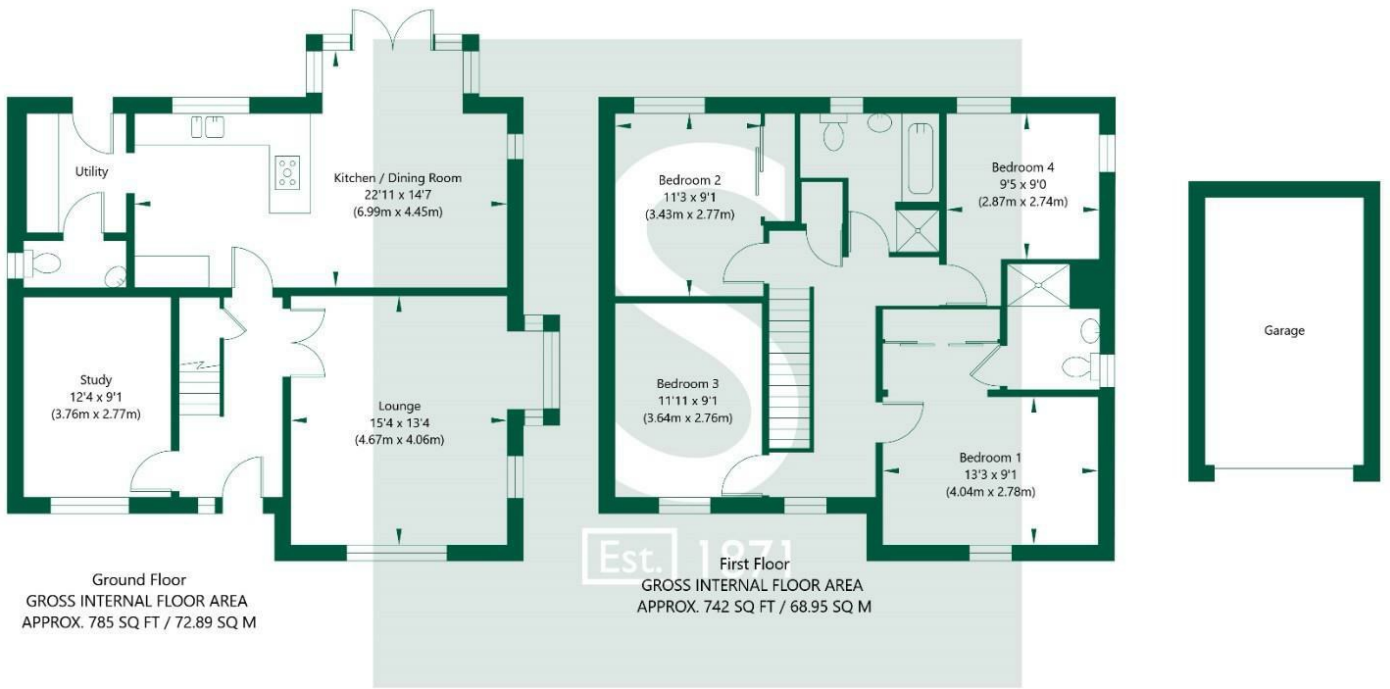 Utility
Kitchen / Dining Room
22'11 x 14'7
(6.99m x 4.45m)
Study
12'4 x 9'1
(3.76m x 2.77m)
Lounge
15'4 x 13'4
(4.67m x 4.06m)
Ground Floor
GROSS INTERNAL FLOOR AREA
APPROX. 785 SQ FT / 72.89 SQ M
Bedroom 2
11'3 x 9'1
(3.43m x 2.77m)
Bedroom 4
9'5 x 9'0
(2.87m x 2.74m)
Bedroom 3
11'11 x 9'1
(3.64m x 2.76m)
Bedroom 1
13'3 x 9'1
(4.04m x 2.78m)
Est. 1871
First Floor
GROSS INTERNAL FLOOR AREA
APPROX. 742 SQ FT / 68.95 SQ M
Garage